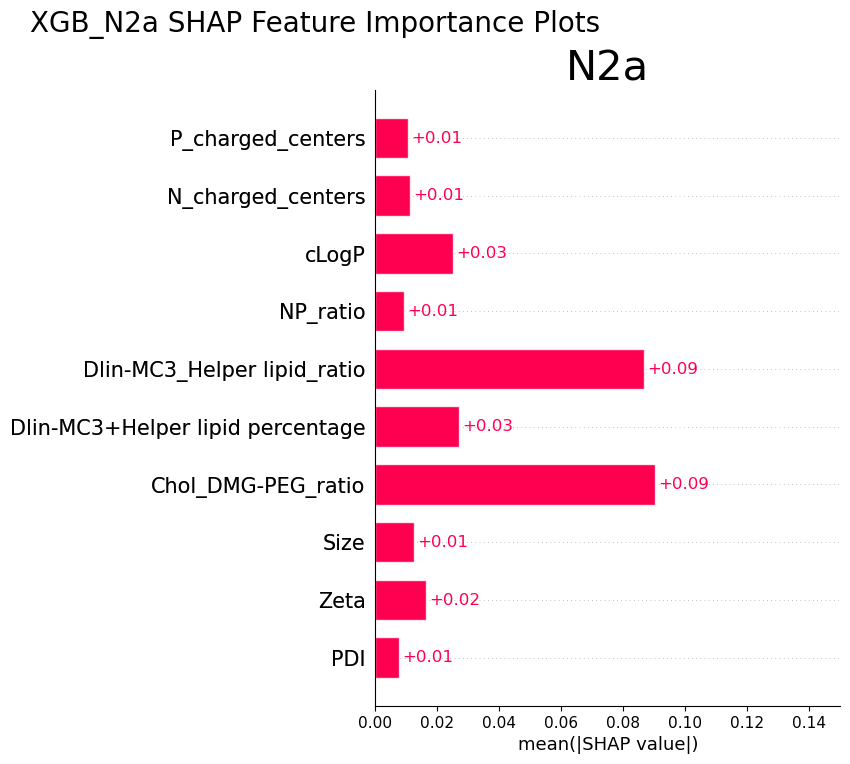 XGB_N2a SHAP Feature Importance Plots
N2a
P_charged_centers +0.01
N_charged_centers +0.01
cLogP +0.03
NP_ratio +0.01
Dlin-MC3_Helper lipid_ratio +0.09
Dlin-MC3+Helper lipid percentage +0.03
Chol_DMG-PEG_ratio +0.09
Size +0.01
Zeta +0.02
PDI +0.01
0.00 0.02 0.04 0.06 0.08 0.10 0.12 0.14
mean(|SHAP value|)